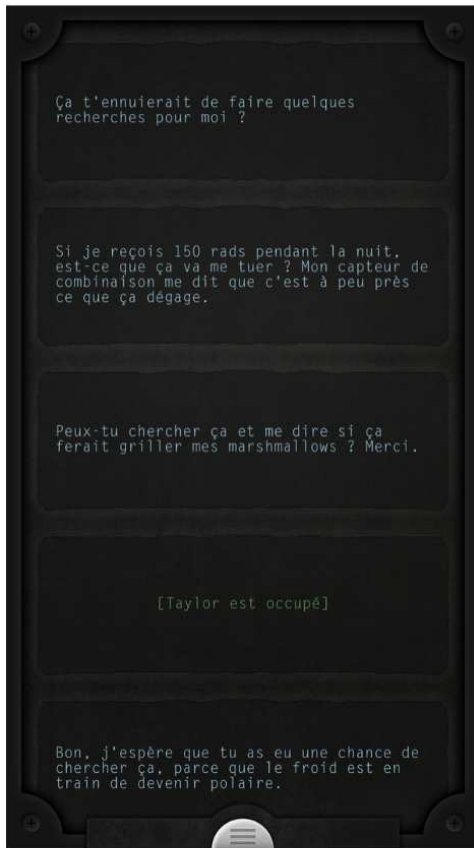 Ça t'ennuierait de faire quelques
recherches pour moi ?
Si je reçois 150 rads pendant la nuit,
est-ce que ça va me tuer ? Mon capteur de
combinaison me dit que c'est à peu près
ce que ça dégage.
Peux-tu chercher ça et me dire si ça
ferait griller mes marshmallows ? Merci.
[Taylor est occupé]
Bon, j'espère que tu as eu une chance de
chercher ça, parce que le froid est en
train de devenir polaire.